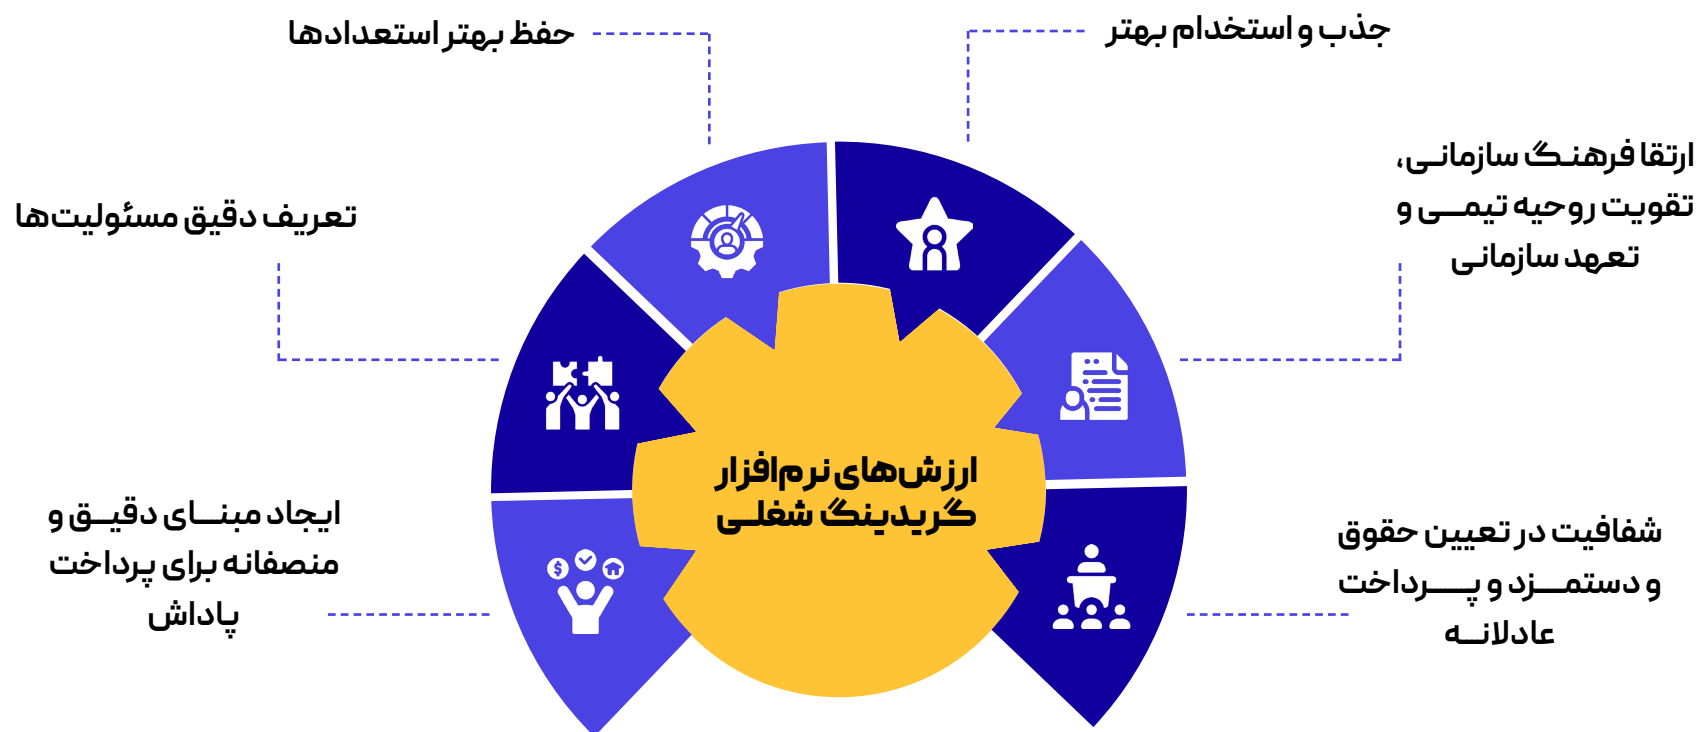 جذب و استخدام بهتر
حفظ بهتر استعدادها
ارتقا فرهنگ سازمانی،
تقویت روحیه تیمی و
تعهد سازمانی
تعریف دقیق مسئولیت‌ها
ارزش‌های نرم‌افزار
گریدینگ شغلی
شفافیت در تعیین حقوق
و دستمزد و پرداخت
عادلانه
ایجاد مبنای دقیق و
منصفانه برای پرداخت
پاداش